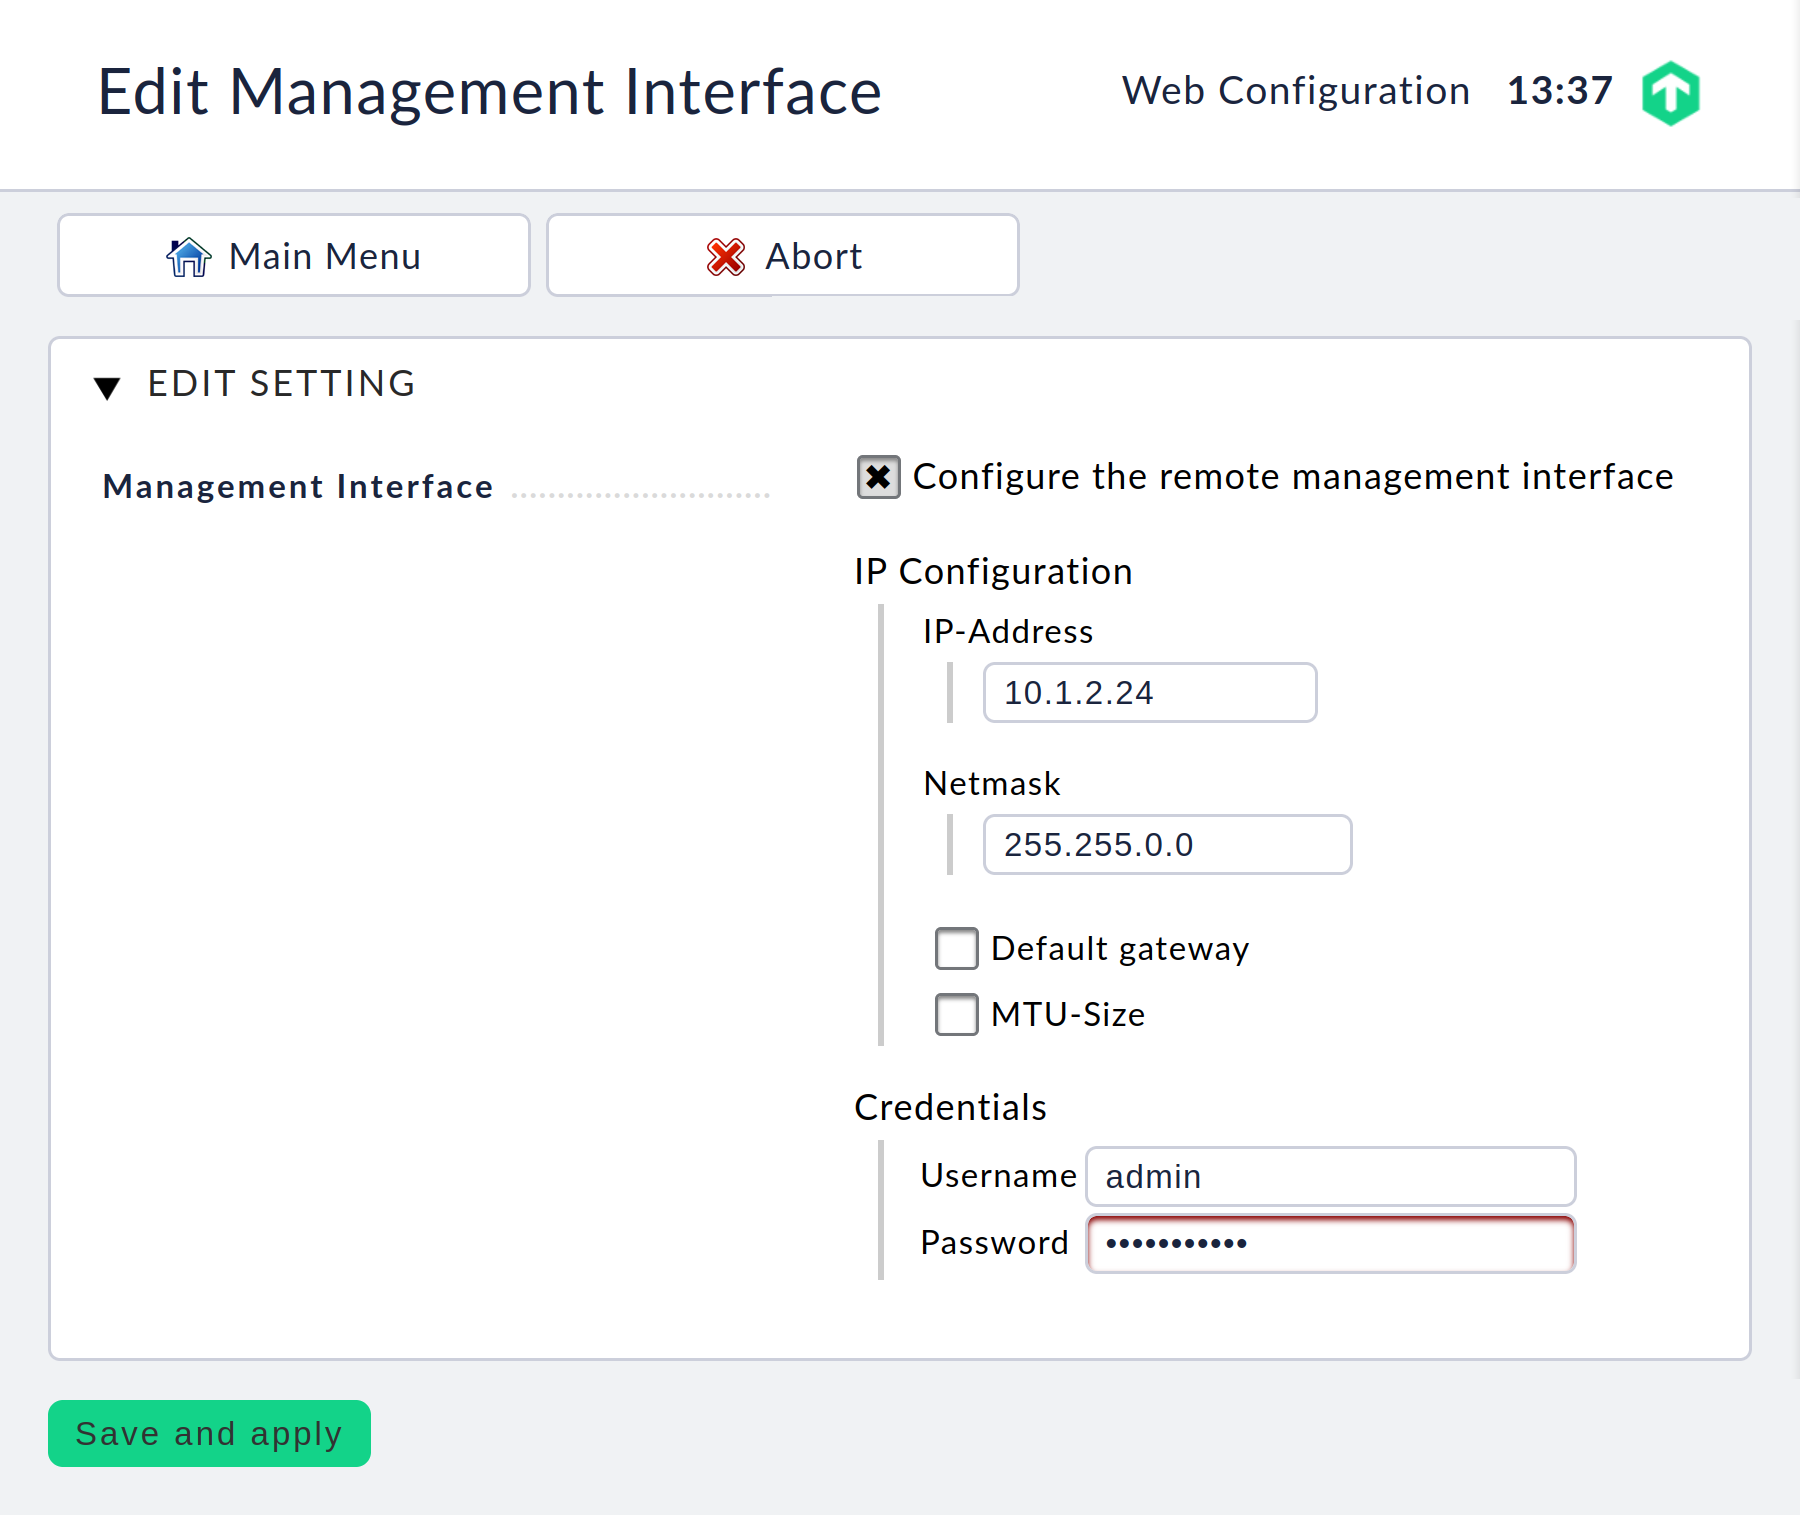 Edit Management Interface
Web Configuration 13:37
Main Menu
Abort
EDIT SETTING
Management Interface
Configure the remote management interface
IP Configuration
IP-Address
10.1.2.24
Netmask
255.255.0.0
Default gateway
MTU-Size
Credentials
Username admin
Password •••••••••••
Save and apply